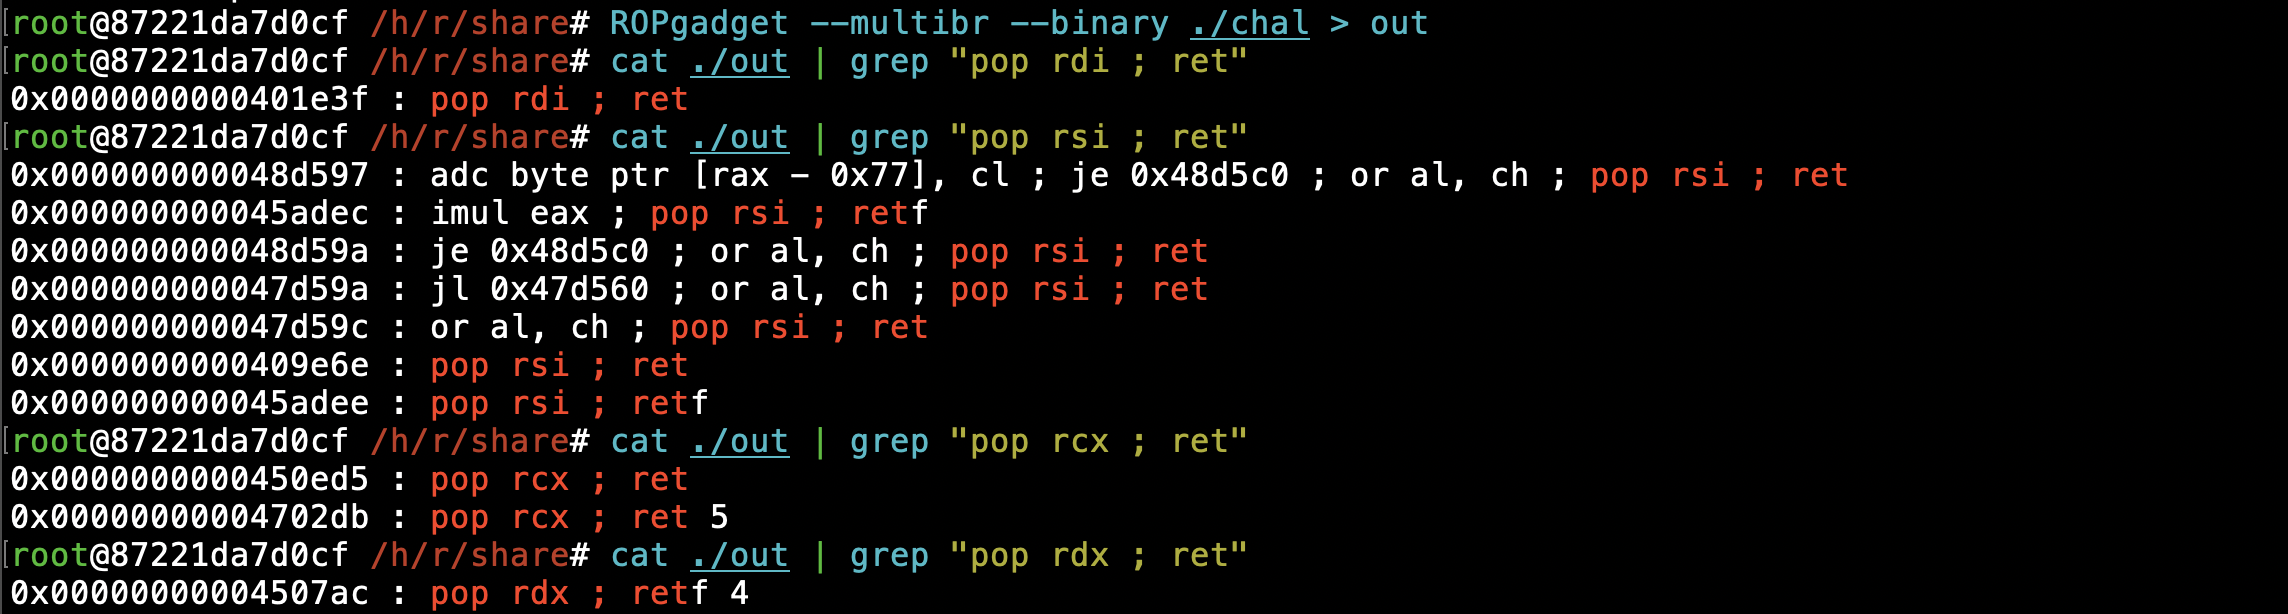 root@87221da7d0cf /h/r/share# ROPgadget --multibr --binary ./chal > out
root@87221da7d0cf /h/r/share# cat ./out | grep "pop rdi ; ret"
0x0000000000401e3f : pop rdi ; ret
root@87221da7d0cf /h/r/share# cat ./out | grep "pop rsi ; ret"
0x000000000048d597 : adc byte ptr [rax - 0x77], cl ; je 0x48d5c0 ; or al, ch ; pop rsi ; ret
0x000000000045adec : imul eax ; pop rsi ; retf
0x000000000048d59a : je 0x48d5c0 ; or al, ch ; pop rsi ; ret
0x000000000047d59a : jl 0x47d560 ; or al, ch ; pop rsi ; ret
0x000000000047d59c : or al, ch ; pop rsi ; ret
0x0000000000409e6e : pop rsi ; ret
0x000000000045adee : pop rsi ; retf
root@87221da7d0cf /h/r/share# cat ./out | grep "pop rcx ; ret"
0x0000000000450ed5 : pop rcx ; ret
0x00000000004702db : pop rcx ; ret 5
root@87221da7d0cf /h/r/share# cat ./out | grep "pop rdx ; ret"
0x00000000004507ac : pop rdx ; retf 4